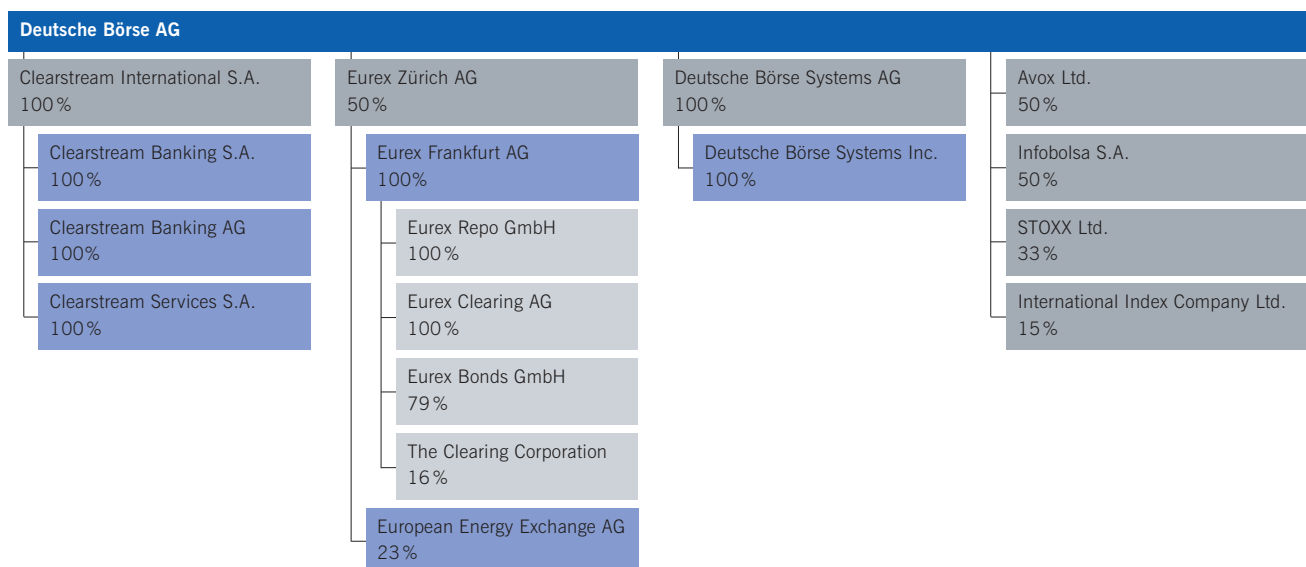 Deutsche Börse AG
Clearstream International S.A.
100 %
Clearstream Banking S.A.
100 %
Clearstream Banking AG
100%
Clearstream Services S.A.
100 %
Eurex Zürich AG
50 %
Eurex Frankfurt AG
100%
Eurex Repo GmbH
100 %
Eurex Clearing AG
100 %
Eurex Bonds GmbH
79 %
The Clearing Corporation
16 %
European Energy Exchange AG
23 %
Deutsche Börse Systems AG
100 %
Deutsche Börse Systems Inc.
100 %
Avox Ltd.
50 %
Infobolsa S.A.
50 %
STOXX Ltd.
33 %
International Index Company Ltd.
15 %